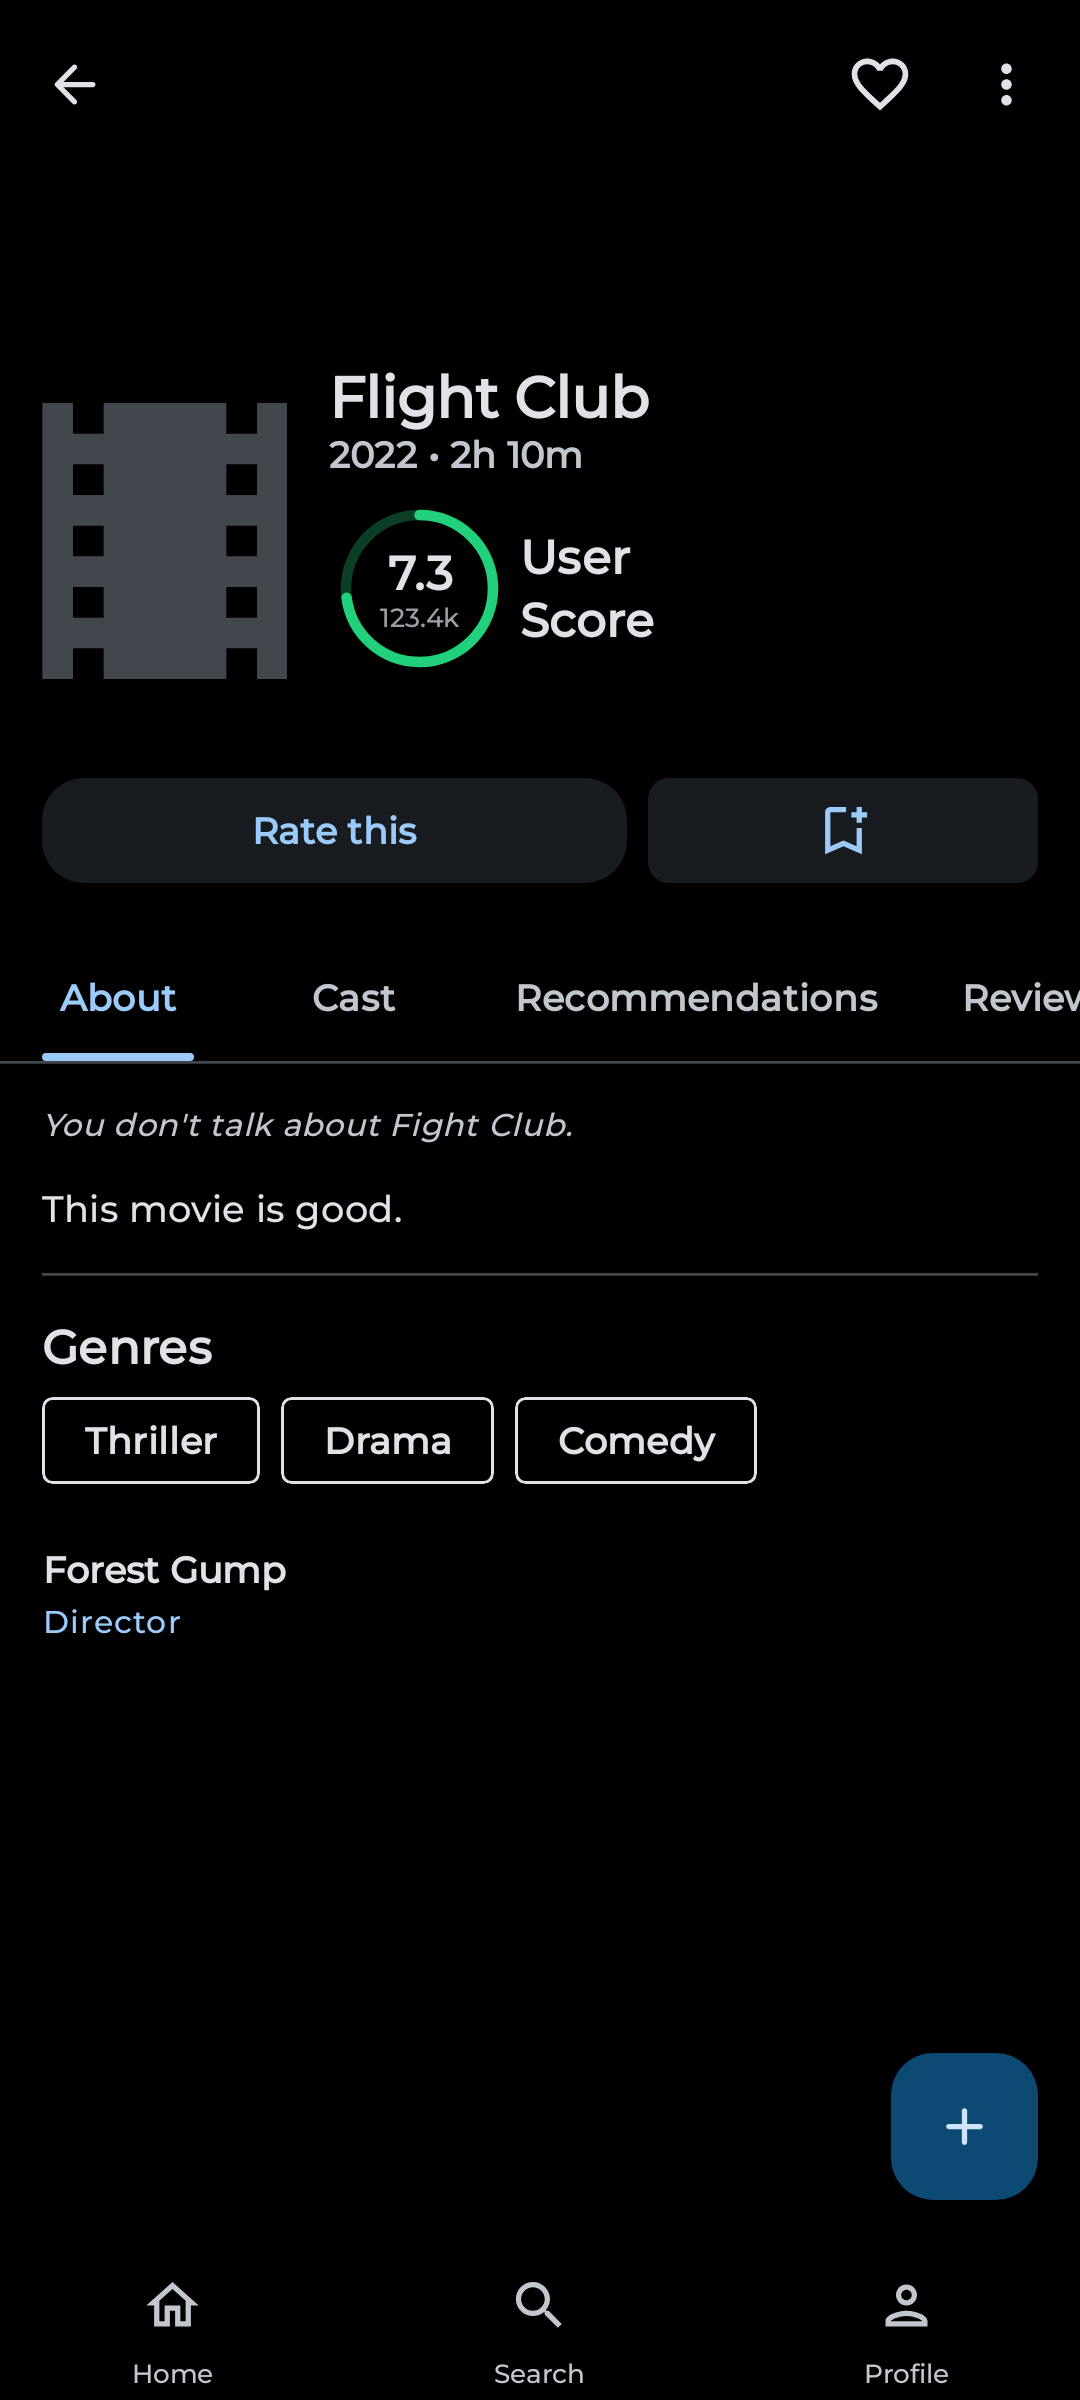 Flight Club
2022 • 2h 10m
7.3
123.4k
User
Score
Rate this
About
Cast
Recommendations
You don't talk about Fight Club.
This movie is good.
Genres
Thriller
Drama
Comedy
Forest Gump
Director
Home
Search
Profile